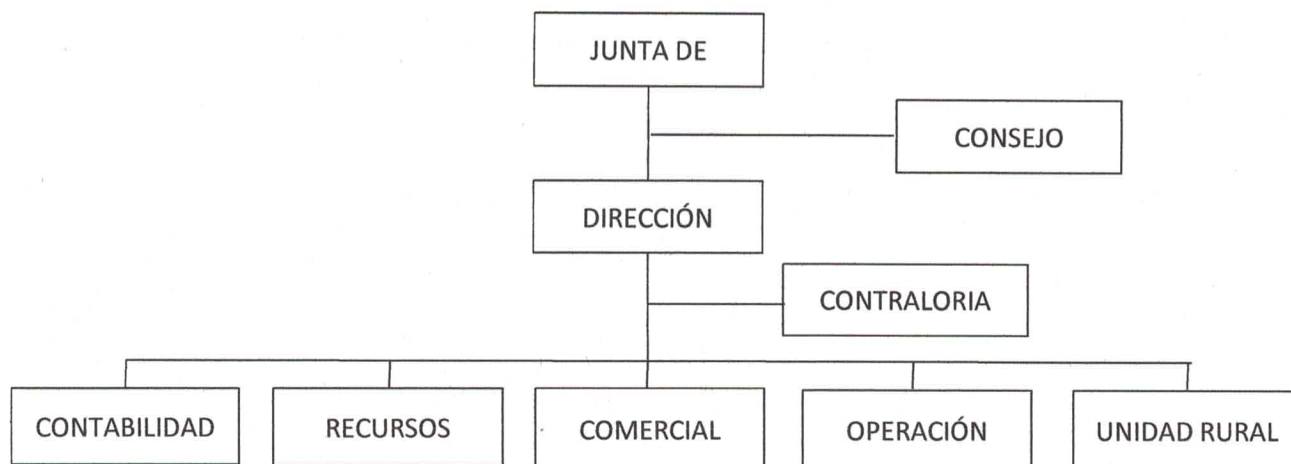 JUNTA DE
CONSEJO
DIRECCIÓN
CONTRALORIA
CONTABILIDAD
RECURSOS
COMERCIAL
OPERACIÓN
UNIDAD RURAL